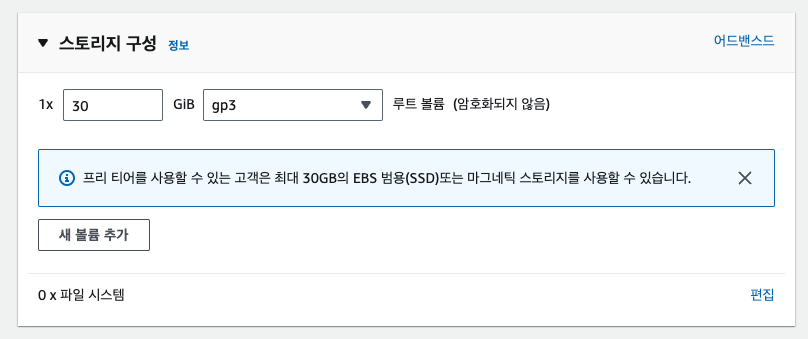 ▼ 스토리지 구성 정보 어드밴스드
1x 30 GiB gp3 루트 볼륨 (암호화되지 않음)
프리 티어를 사용할 수 있는 고객은 최대 30GB의 EBS 범용(SSD)또는 마그네틱 스토리지를 사용할 수 있습니다.
새 볼륨 추가
0 x 파일 시스템 편집